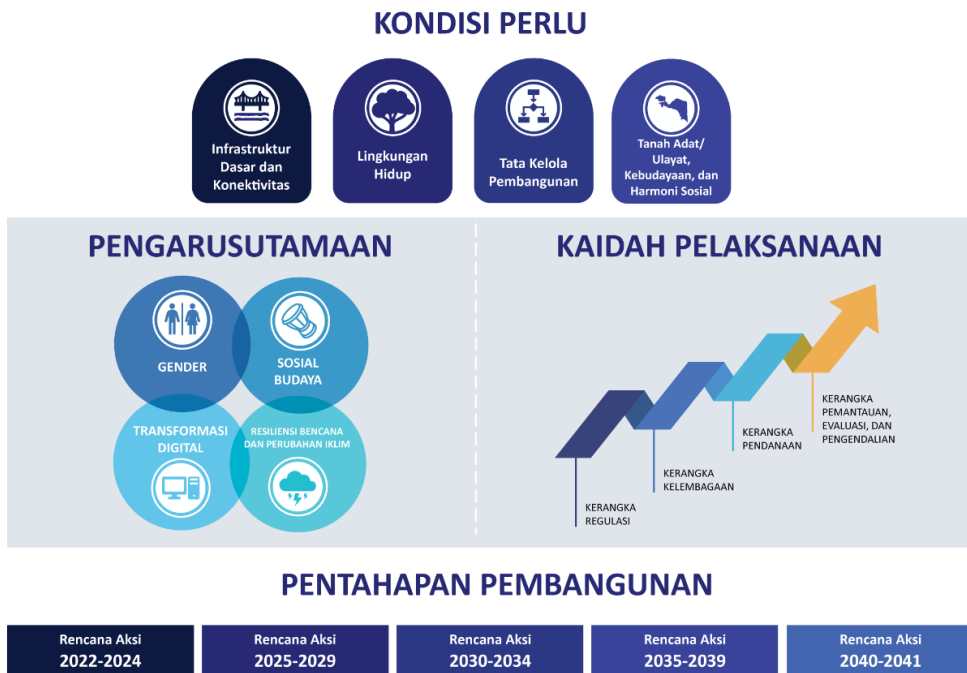 KONDISI PERLU
Infrastruktur
Dasar dan
Konektivitas
Lingkungan
Hidup
Tata Kelola
Pembangunan
Tanah Adat/
Ulayat,
Kebudayaan, dan
Harmoni Sosial
PENGARUSUTAMAAN
GENDER
SOSIAL
BUDAYA
TRANSFORMASI
DIGITAL
RESILIENSI BENCANA
DAN PERUBAHAN IKLIM
KAIDAH PELAKSANAAN
KERANGKA
REGULASI
KERANGKA
KELEMBAGAAN
KERANGKA
PENDANAAN
KERANGKA
PEMANTAUAN,
EVALUASI, DAN
PENGENDALIAN
PENTAHAPAN PEMBANGUNAN
Rencana Aksi
2022-2024
Rencana Aksi
2025-2029
Rencana Aksi
2030-2034
Rencana Aksi
2035-2039
Rencana Aksi
2040-2041